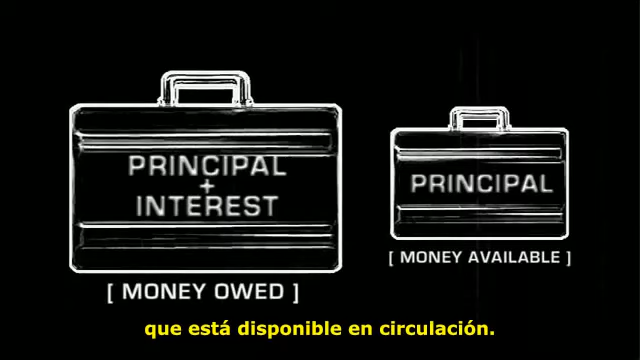 PRINCIPAL
+
INTEREST
[ MONEY OWED ]
PRINCIPAL
[ MONEY AVAILABLE ]
que está disponible en circulación.